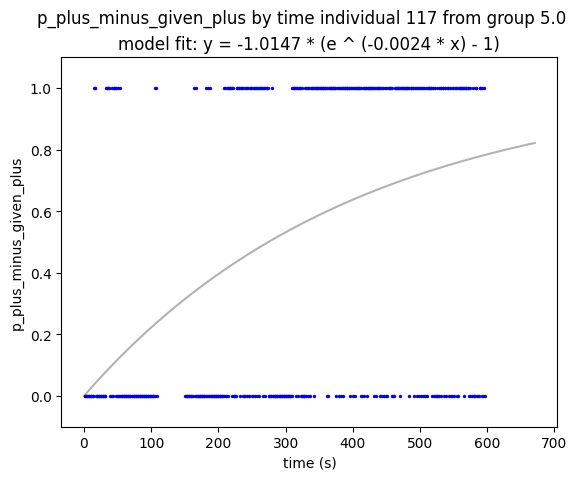 p_plus_minus_given_plus by time individual 117 from group 5.0
model fit: y = -1.0147 * (e ^ (-0.0024 * x) - 1)
1.0
0.8
0.6
0.4
0.2
0.0
p_plus_minus_given_plus
0 100 200 300 400 500 600 700
time (s)